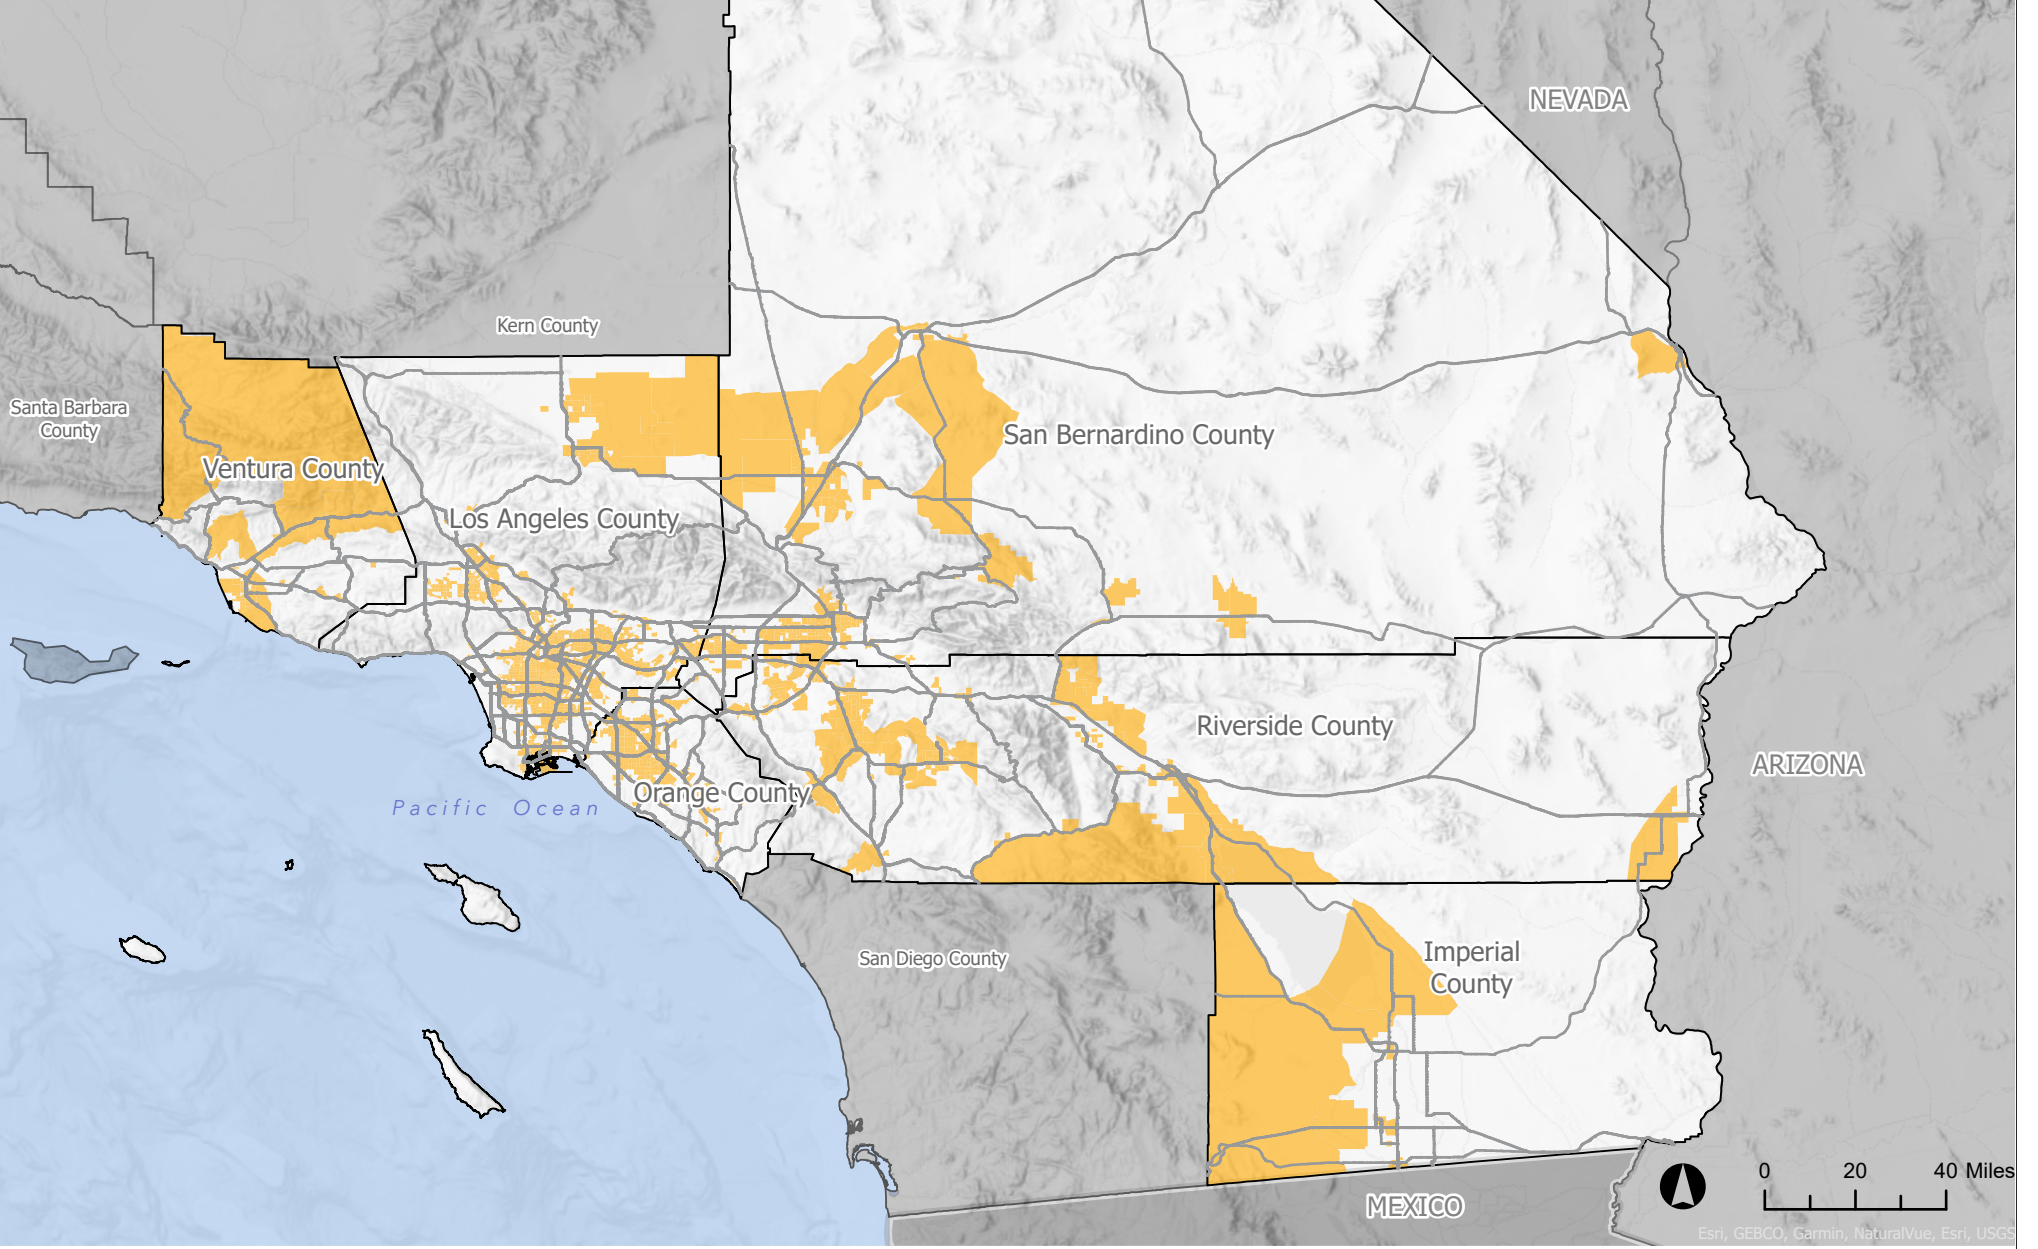 NEVADA
Kern County
Santa Barbara
County
San Bernardino County
Ventura County
Los Angeles County
Riverside County
ARIZONA
Orange County
Pacific Ocean
Imperial
County
San Diego County
0 20 40 Miles
MEXICO
Esri, GEBCO, Garmin, NaturalVue, Esri, USGS